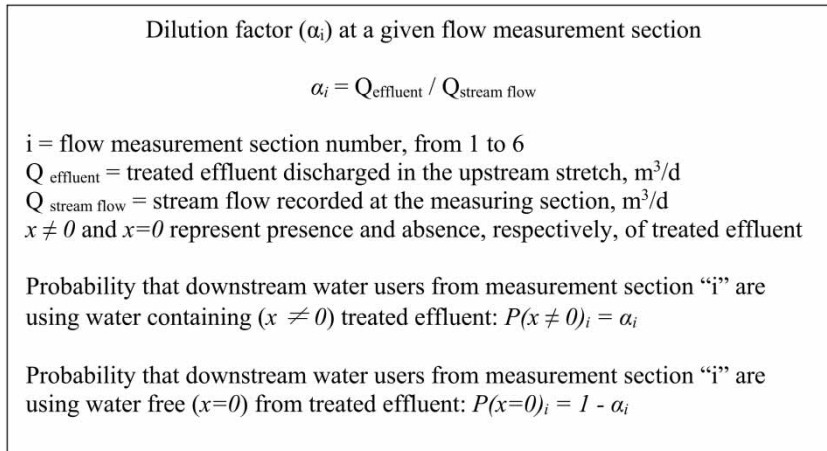 Dilution factor (αᵢ) at a given flow measurement section
αᵢ = Q effluent / Q stream flow
i = flow measurement section number, from 1 to 6
Q effluent = treated effluent discharged in the upstream stretch, m³/d
Q stream flow = stream flow recorded at the measuring section, m³/d
x ≠ 0 and x=0 represent presence and absence, respectively, of treated effluent
Probability that downstream water users from measurement section “i” are
using water containing (x ≠ 0) treated effluent: P(x ≠ 0)ᵢ = αᵢ
Probability that downstream water users from measurement section “i” are
using water free (x=0) from treated effluent: P(x=0)ᵢ = 1 - αᵢ